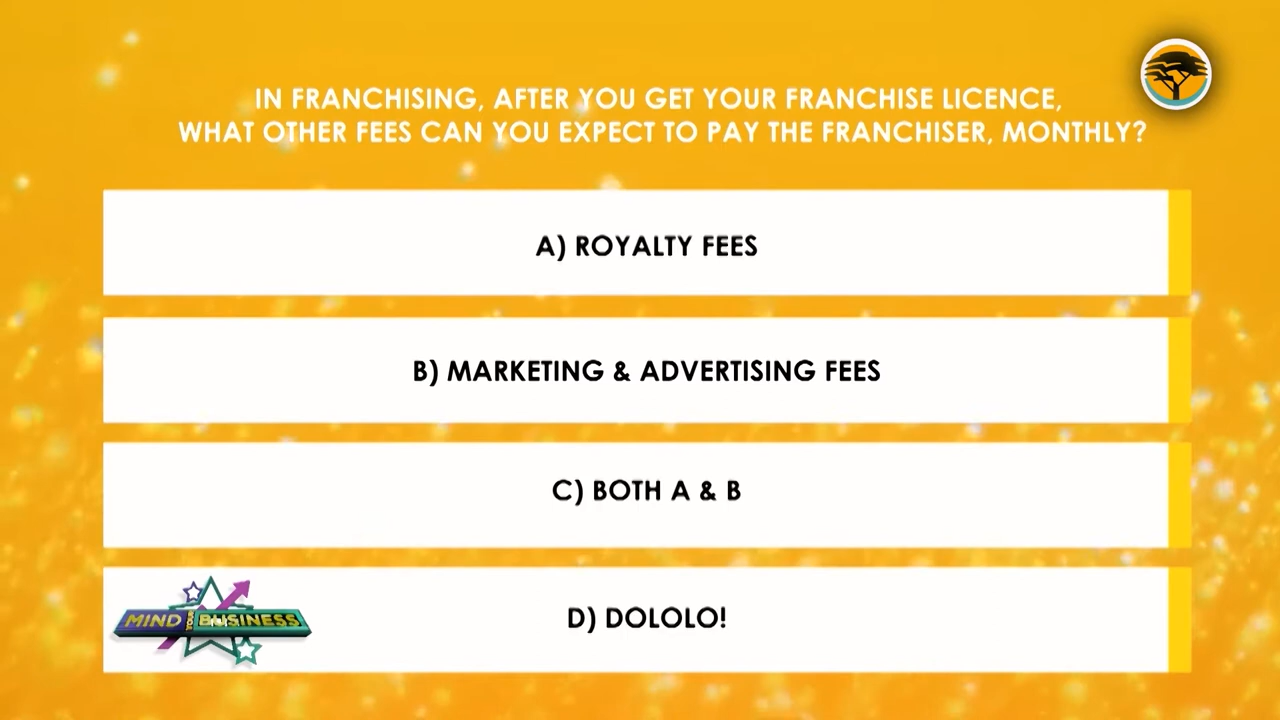 IN FRANCHISING, AFTER YOU GET YOUR FRANCHISE LICENCE,
WHAT OTHER FEES CAN YOU EXPECT TO PAY THE FRANCHISER, MONTHLY?
A) ROYALTY FEES
B) MARKETING & ADVERTISING FEES
C) BOTH A & B
D) DOLOLO!
MIND YOUR BUSINESS